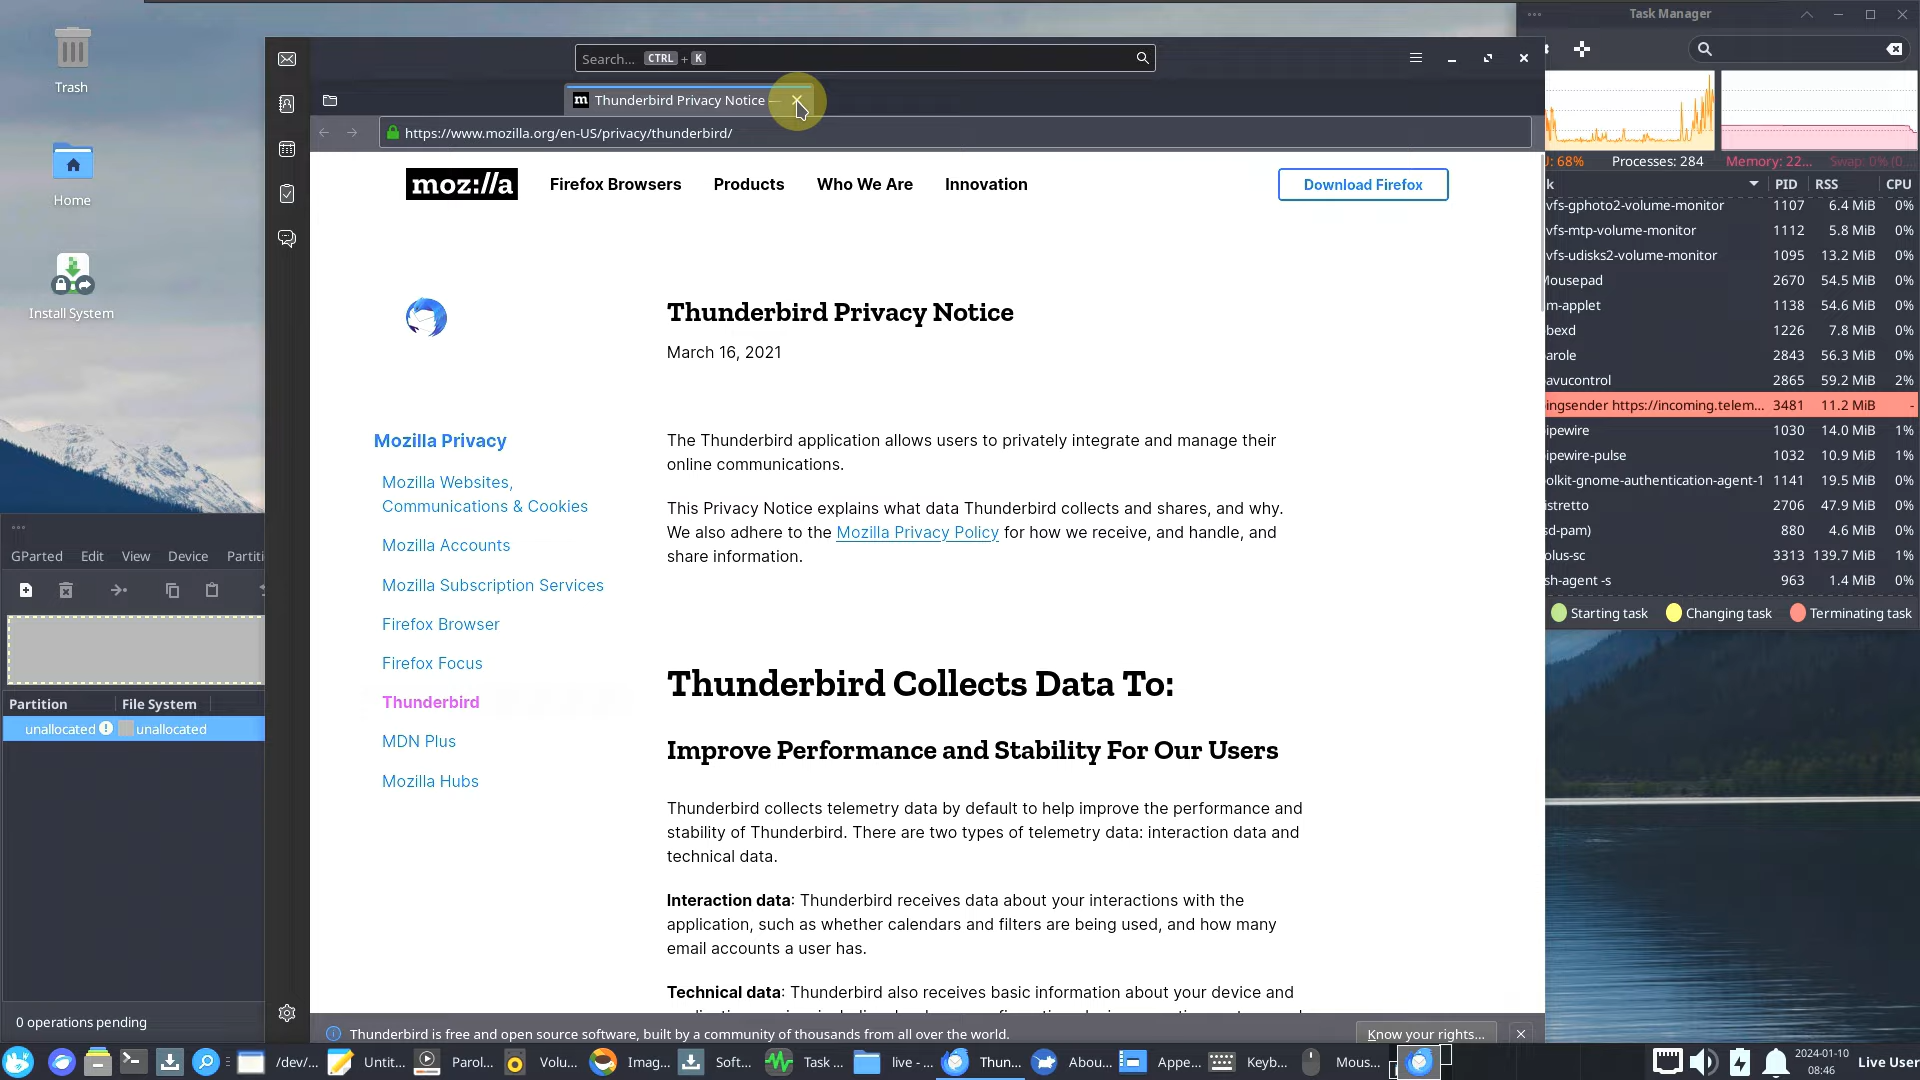 Trash
Home
Install System
GParted Edit View Device Partiti
Partition File System
unallocated unallocated
0 operations pending
Search... CTRL + K
Thunderbird Privacy Notice —
https://www.mozilla.org/en-US/privacy/thunderbird/
moz://a
Firefox Browsers Products Who We Are Innovation
Download Firefox
Thunderbird Privacy Notice
March 16, 2021
Mozilla Privacy
Mozilla Websites,
Communications & Cookies
Mozilla Accounts
Mozilla Subscription Services
Firefox Browser
Firefox Focus
Thunderbird
MDN Plus
Mozilla Hubs
The Thunderbird application allows users to privately integrate and manage their
online communications.
This Privacy Notice explains what data Thunderbird collects and shares, and why.
We also adhere to the Mozilla Privacy Policy for how we receive, and handle, and
share information.
Thunderbird Collects Data To:
Improve Performance and Stability For Our Users
Thunderbird collects telemetry data by default to help improve the performance and
stability of Thunderbird. There are two types of telemetry data: interaction data and
technical data.
Interaction data: Thunderbird receives data about your interactions with the
application, such as whether calendars and filters are being used, and how many
email accounts a user has.
Technical data: Thunderbird also receives basic information about your device and
Thunderbird is free and open source software, built by a community of thousands from all over the world.
Know your rights...
Task Manager
: 68% Processes: 284 Memory: 22... Swap: 0% (0...
k PID RSS CPU
vfs-gphoto2-volume-monitor 1107 6.4 MiB 0%
vfs-mtp-volume-monitor 1112 5.8 MiB 0%
vfs-udisks2-volume-monitor 1095 13.2 MiB 0%
Mousepad 2670 54.5 MiB 0%
m-applet 1138 54.6 MiB 0%
bexd 1226 7.8 MiB 0%
arole 2843 56.3 MiB 0%
avucontrol 2865 59.2 MiB 2%
ingsender https://incoming.telem... 3481 11.2 MiB -
ipewire 1030 14.0 MiB 1%
ipewire-pulse 1032 10.9 MiB 1%
olkit-gnome-authentication-agent-1 1141 19.5 MiB 0%
istretto 2706 47.9 MiB 0%
sd-pam) 880 4.6 MiB 0%
olus-sc 3313 139.7 MiB 1%
sh-agent -s 963 1.4 MiB 0%
Starting task Changing task Terminating task
/dev/... Untit... Parol... Volu... Imag... Soft... Task ... live - ... Thun... Abou... Appe... Keyb... Mous...
2024-01-10
08:46
Live User